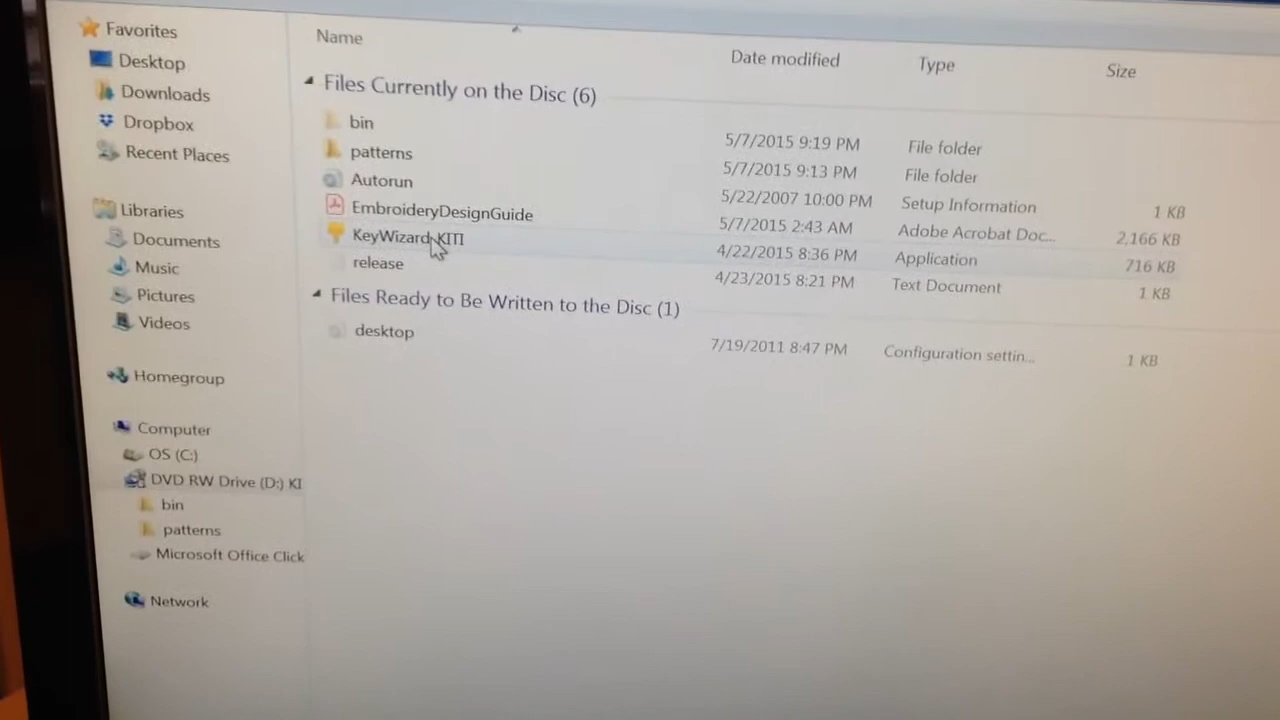 Favorites
Desktop
Downloads
Dropbox
Recent Places
Libraries
Documents
Music
Pictures
Videos
Homegroup
Computer
OS (C:)
DVD RW Drive (D:) KI
bin
patterns
Microsoft Office Click
Network
Name Date modified Type Size
Files Currently on the Disc (6)
bin 5/7/2015 9:19 PM File folder
patterns 5/7/2015 9:13 PM File folder
Autorun 5/22/2007 10:00 PM Setup Information 1 KB
EmbroideryDesignGuide 5/7/2015 2:43 AM Adobe Acrobat Doc... 2,166 KB
KeyWizard_KITI 4/22/2015 8:36 PM Application 716 KB
release 4/23/2015 8:21 PM Text Document 1 KB
Files Ready to Be Written to the Disc (1)
desktop 7/19/2011 8:47 PM Configuration settin... 1 KB